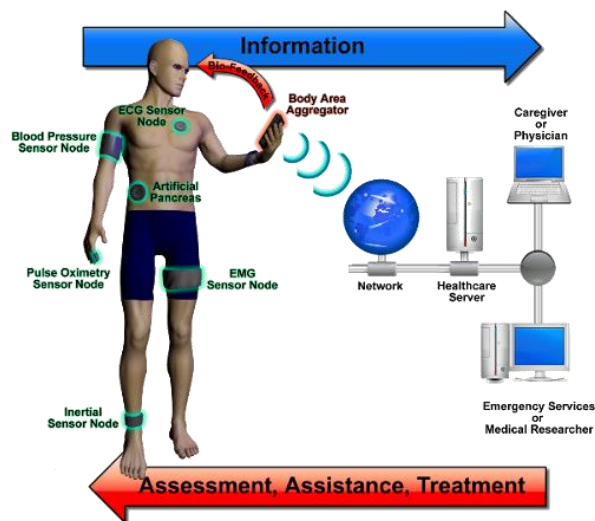 Information
Bio-Feedback
Body Area
Aggregator
ECG Sensor
Node
Blood Pressure
Sensor Node
Artificial
Pancreas
Pulse Oximetry
Sensor Node
EMG
Sensor Node
Inertial
Sensor Node
Caregiver
or
Physician
Network
Healthcare
Server
Emergency Services
or
Medical Researcher
Assessment, Assistance, Treatment